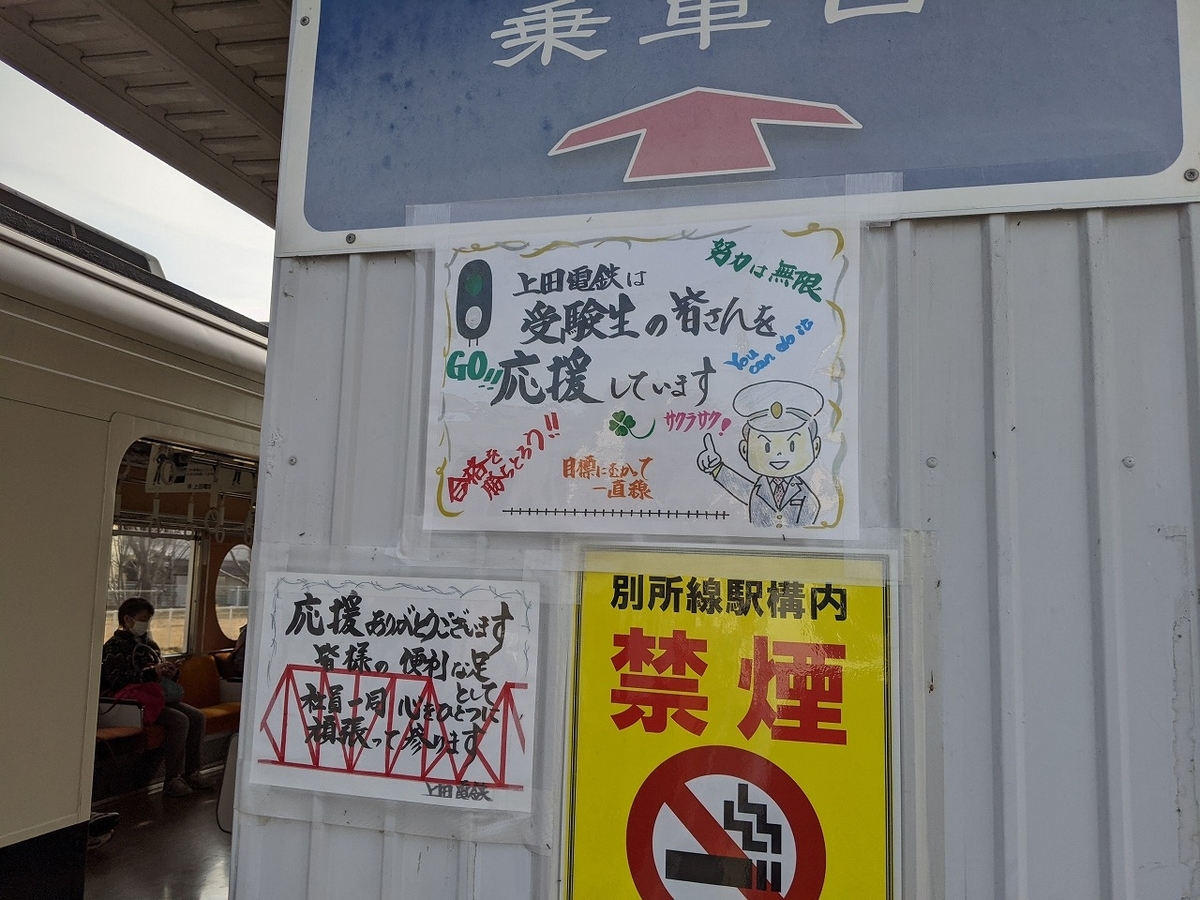 乗車口
努力は無限
上田電鉄は
受験生の皆さんを
You can do it
GO!!
応援しています
サクラサク!
合格を
勝ちとろう!!
目標にむかって
一直線
応援ありがとうございます
皆様の便利な足
として
社員一同 心をひとつに
頑張って参ります
上田電鉄
別所線駅構内
禁煙